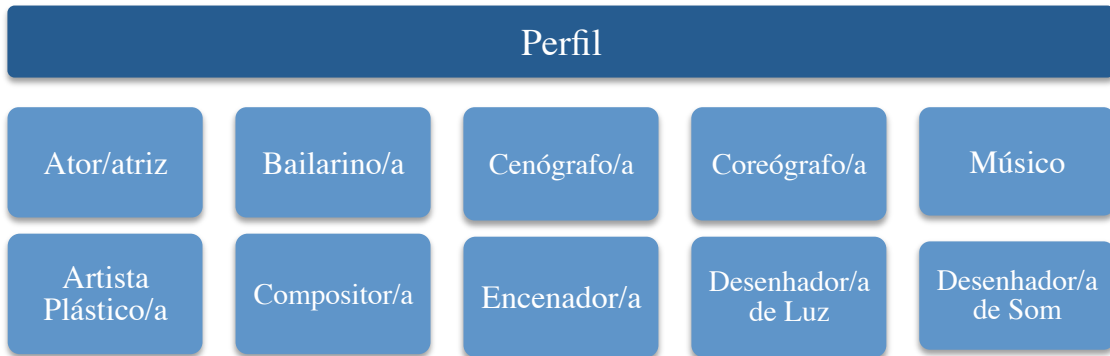 Perfil
Ator/atriz
Bailarino/a
Cenógrafo/a
Coreógrafo/a
Músico
Artista
Plástico/a
Compositor/a
Encenador/a
Desenhador/a
de Luz
Desenhador/a
de Som